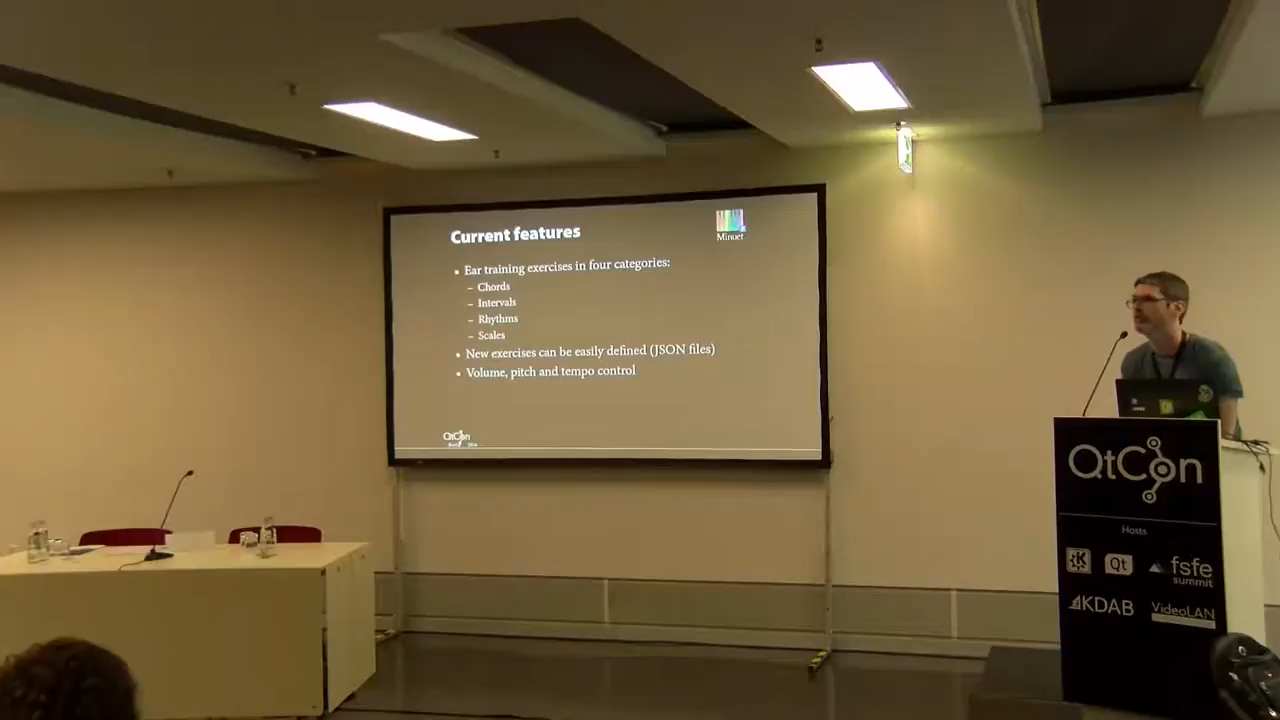 Current features
Minuet
• Ear training exercises in four categories:
– Chords
– Intervals
– Rhythms
– Scales
• New exercises can be easily defined (JSON files)
• Volume, pitch and tempo control
QtCon
QtCon
Hosts
Qt
fsfe
summit
KDAB
VideoLAN